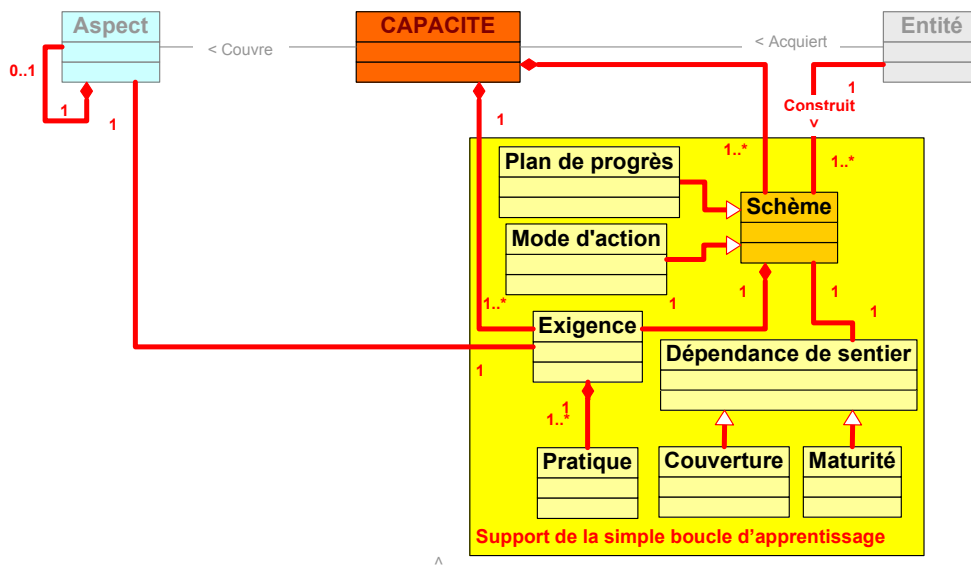 Aspect
CAPACITE
Entité
< Couvre
< Acquiert
0..1
1
1
1
1
Construit
v
1..*
1..*
Plan de progrès
Schème
Mode d'action
1..*
1
1
1
1
Exigence
Dépendance de sentier
1
1
1..*
Pratique
Couverture
Maturité
Support de la simple boucle d’apprentissage
^